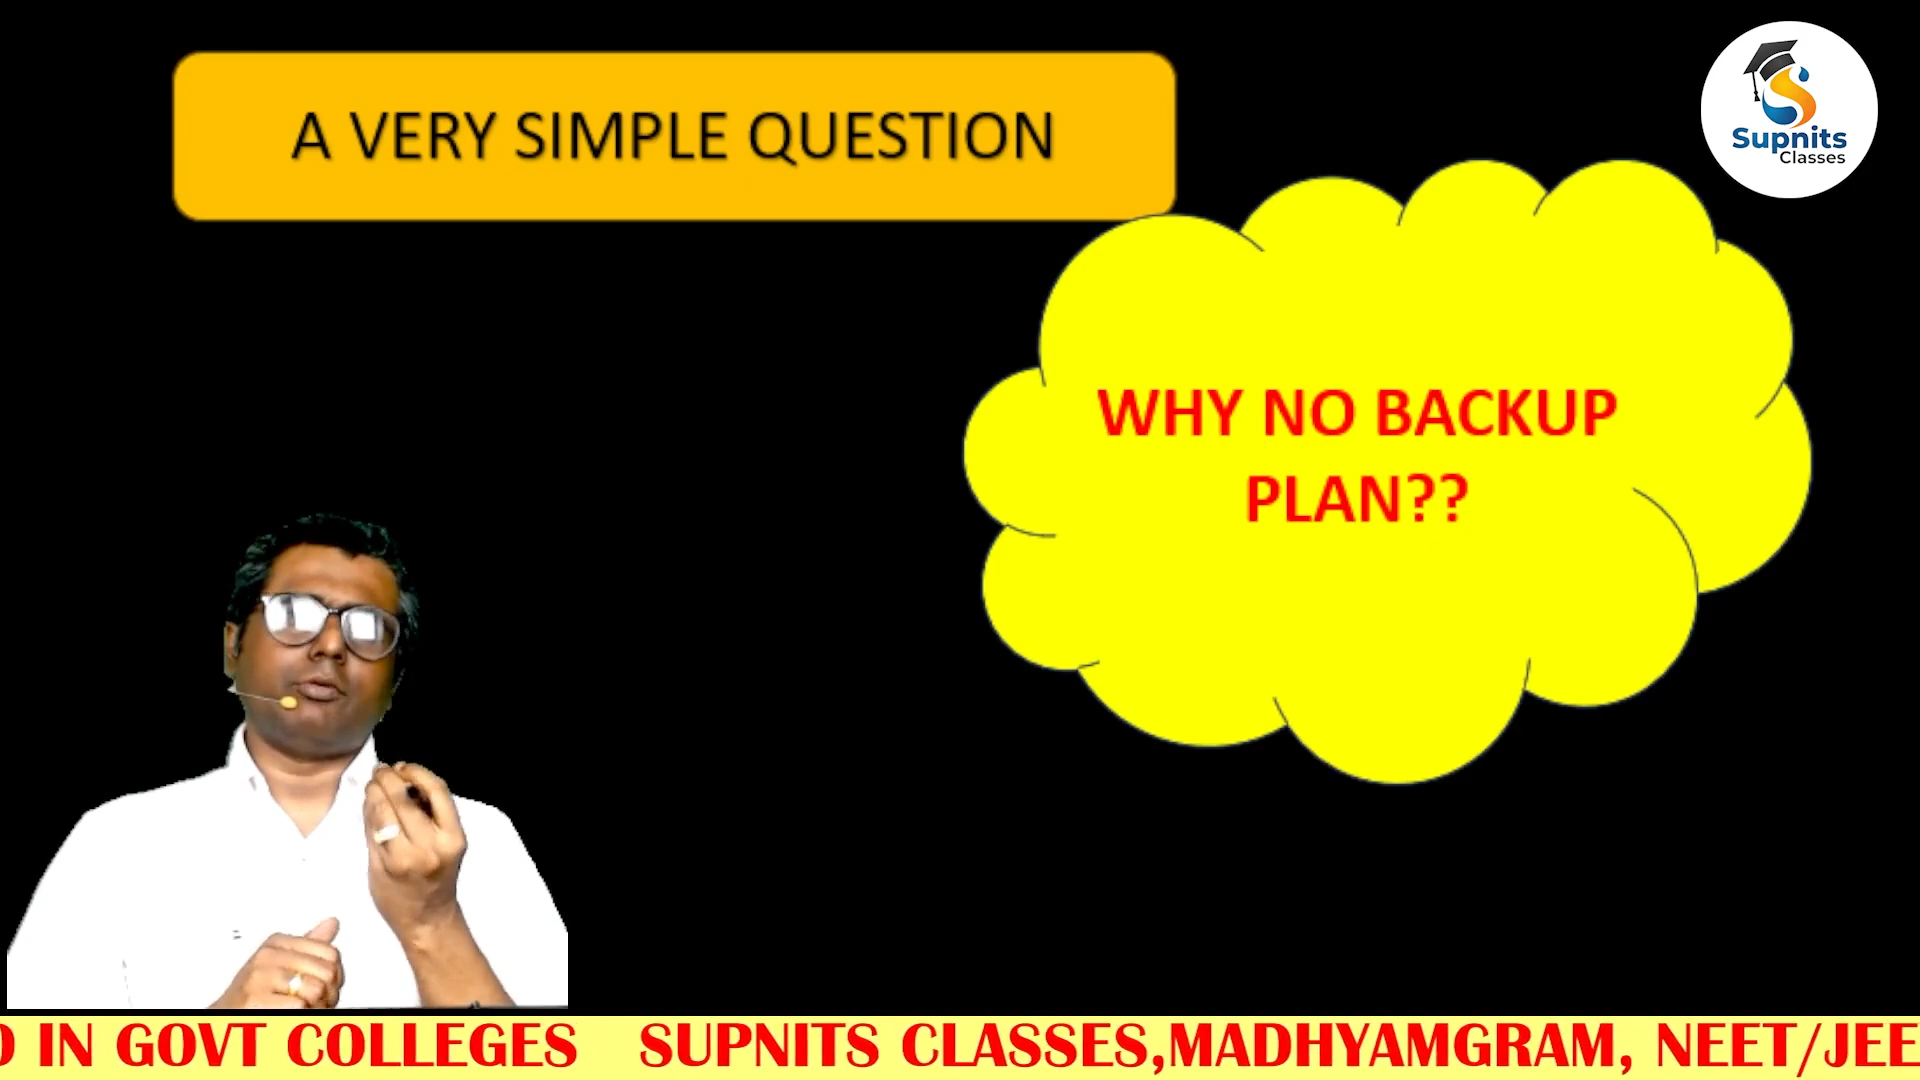 A VERY SIMPLE QUESTION
Supnits
Classes
WHY NO BACKUP
PLAN??
IN GOVT COLLEGES SUPNITS CLASSES,MADHYAMGRAM, NEET/JEE